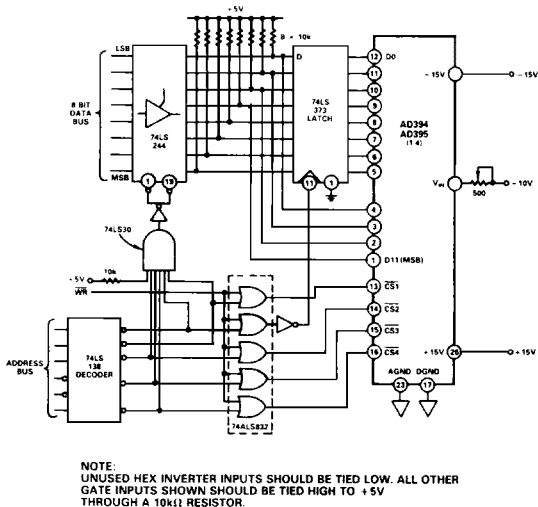 +5V
8 × 10k
LSB
8 BIT
DATA
BUS
MSB
74LS
244
1
19
D
74LS
373
LATCH
11
1
12 D0
11
10
9
8
7
6
5
4
3
2
1 D11(MSB)
13 CS1
14 CS2
15 CS3
16 CS4
AD394
AD395
(1-4)
-15V
-15V
VIN
500
-10V
+15V
26
+15V
AGND DGND
23
17
74LS30
+5V
10k
WR
ADDRESS
BUS
74LS
138
DECODER
74ALS832
NOTE:
UNUSED HEX INVERTER INPUTS SHOULD BE TIED LOW. ALL OTHER
GATE INPUTS SHOWN SHOULD BE TIED HIGH TO +5V
THROUGH A 10kΩ RESISTOR.